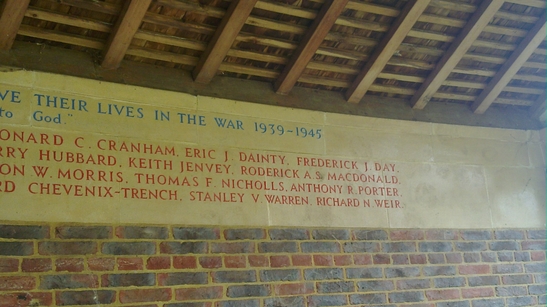 VE THEIR LIVES IN THE WAR 1939–1945
to God."
ONARD C. CRANHAM, ERIC J. DAINTY, FREDERICK J. DAY,
RRY HUBBARD, KEITH JENVEY, RODERICK A.S. MACDONALD,
ON W. MORRIS, THOMAS F. NICHOLLS, ANTHONY R. PORTER,
RD CHEVENIX-TRENCH, STANLEY V. WARREN, RICHARD N. WEIR.